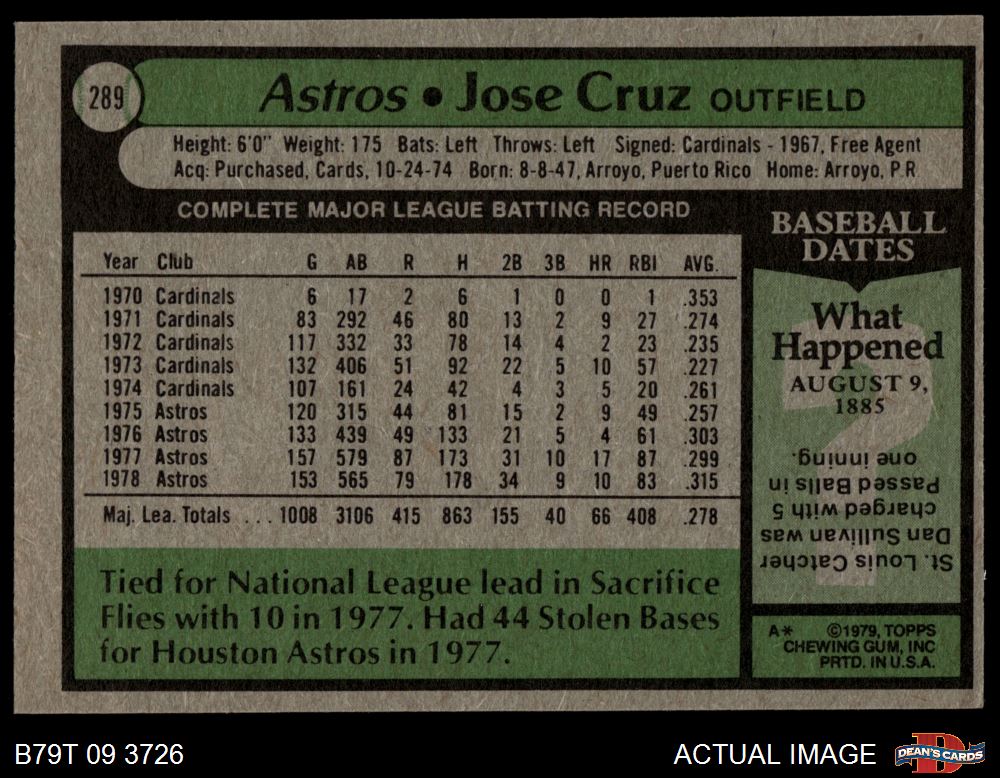 289
Astros • Jose Cruz OUTFIELD
Height: 6'0" Weight: 175 Bats: Left Throws: Left Signed: Cardinals - 1967, Free Agent
Acq: Purchased, Cards, 10-24-74 Born: 8-8-47, Arroyo, Puerto Rico Home: Arroyo, P.R
COMPLETE MAJOR LEAGUE BATTING RECORD
Year Club G AB R H 2B 3B HR RBI AVG.
1970 Cardinals 6 17 2 6 1 0 0 1 .353
1971 Cardinals 83 292 46 80 13 2 9 27 .274
1972 Cardinals 117 332 33 78 14 4 2 23 .235
1973 Cardinals 132 406 51 92 22 5 10 57 .227
1974 Cardinals 107 161 24 42 4 3 5 20 .261
1975 Astros 120 315 44 81 15 2 9 49 .257
1976 Astros 133 439 49 133 21 5 4 61 .303
1977 Astros 157 579 87 173 31 10 17 87 .299
1978 Astros 153 565 79 178 34 9 10 83 .315
Maj. Lea. Totals ... 1008 3106 415 863 155 40 66 408 .278
Tied for National League lead in Sacrifice
Flies with 10 in 1977. Had 44 Stolen Bases
for Houston Astros in 1977.
BASEBALL
DATES
What
Happened
AUGUST 9,
1885
?
St. Louis Catcher
Dan Sullivan was
charged with 5
Passed Balls in
one inning.
A* ©1979, TOPPS
CHEWING GUM, INC
PRTD. IN U.S.A.
B79T 09 3726
ACTUAL IMAGE
D
DEAN'S CARDS